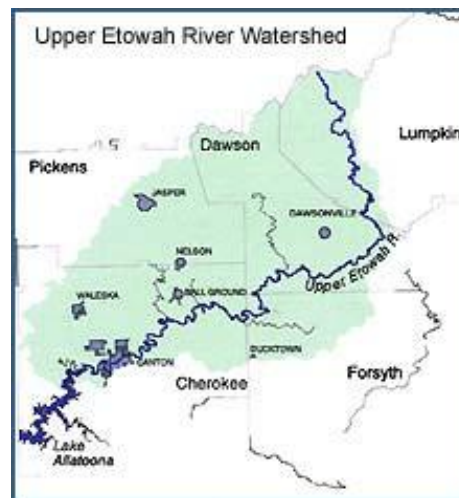 Upper Etowah River Watershed
Lumpkin
Dawson
Pickens
JASPER
DAWSONVILLE
Upper Etowah R.
NELSON
BALL GROUND
WALESKA
DUCKTOWN
CANTON
Cherokee
Forsyth
Lake
Allatoona